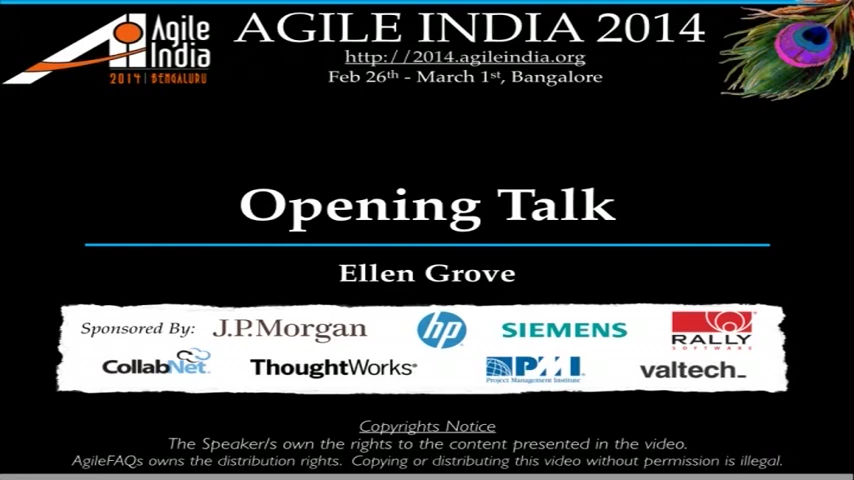 Agile India
2014 | BENGALURU
AGILE INDIA 2014
http://2014.agileindia.org
Feb 26th - March 1st, Bangalore
Opening Talk
Ellen Grove
Sponsored By: J.P.Morgan hp SIEMENS RALLY SOFTWARE
CollabNet ThoughtWorks® PMI Project Management Institute valtech_
Copyrights Notice
The Speaker/s own the rights to the content presented in the video.
AgileFAQs owns the distribution rights. Copying or distributing this video without permission is illegal.